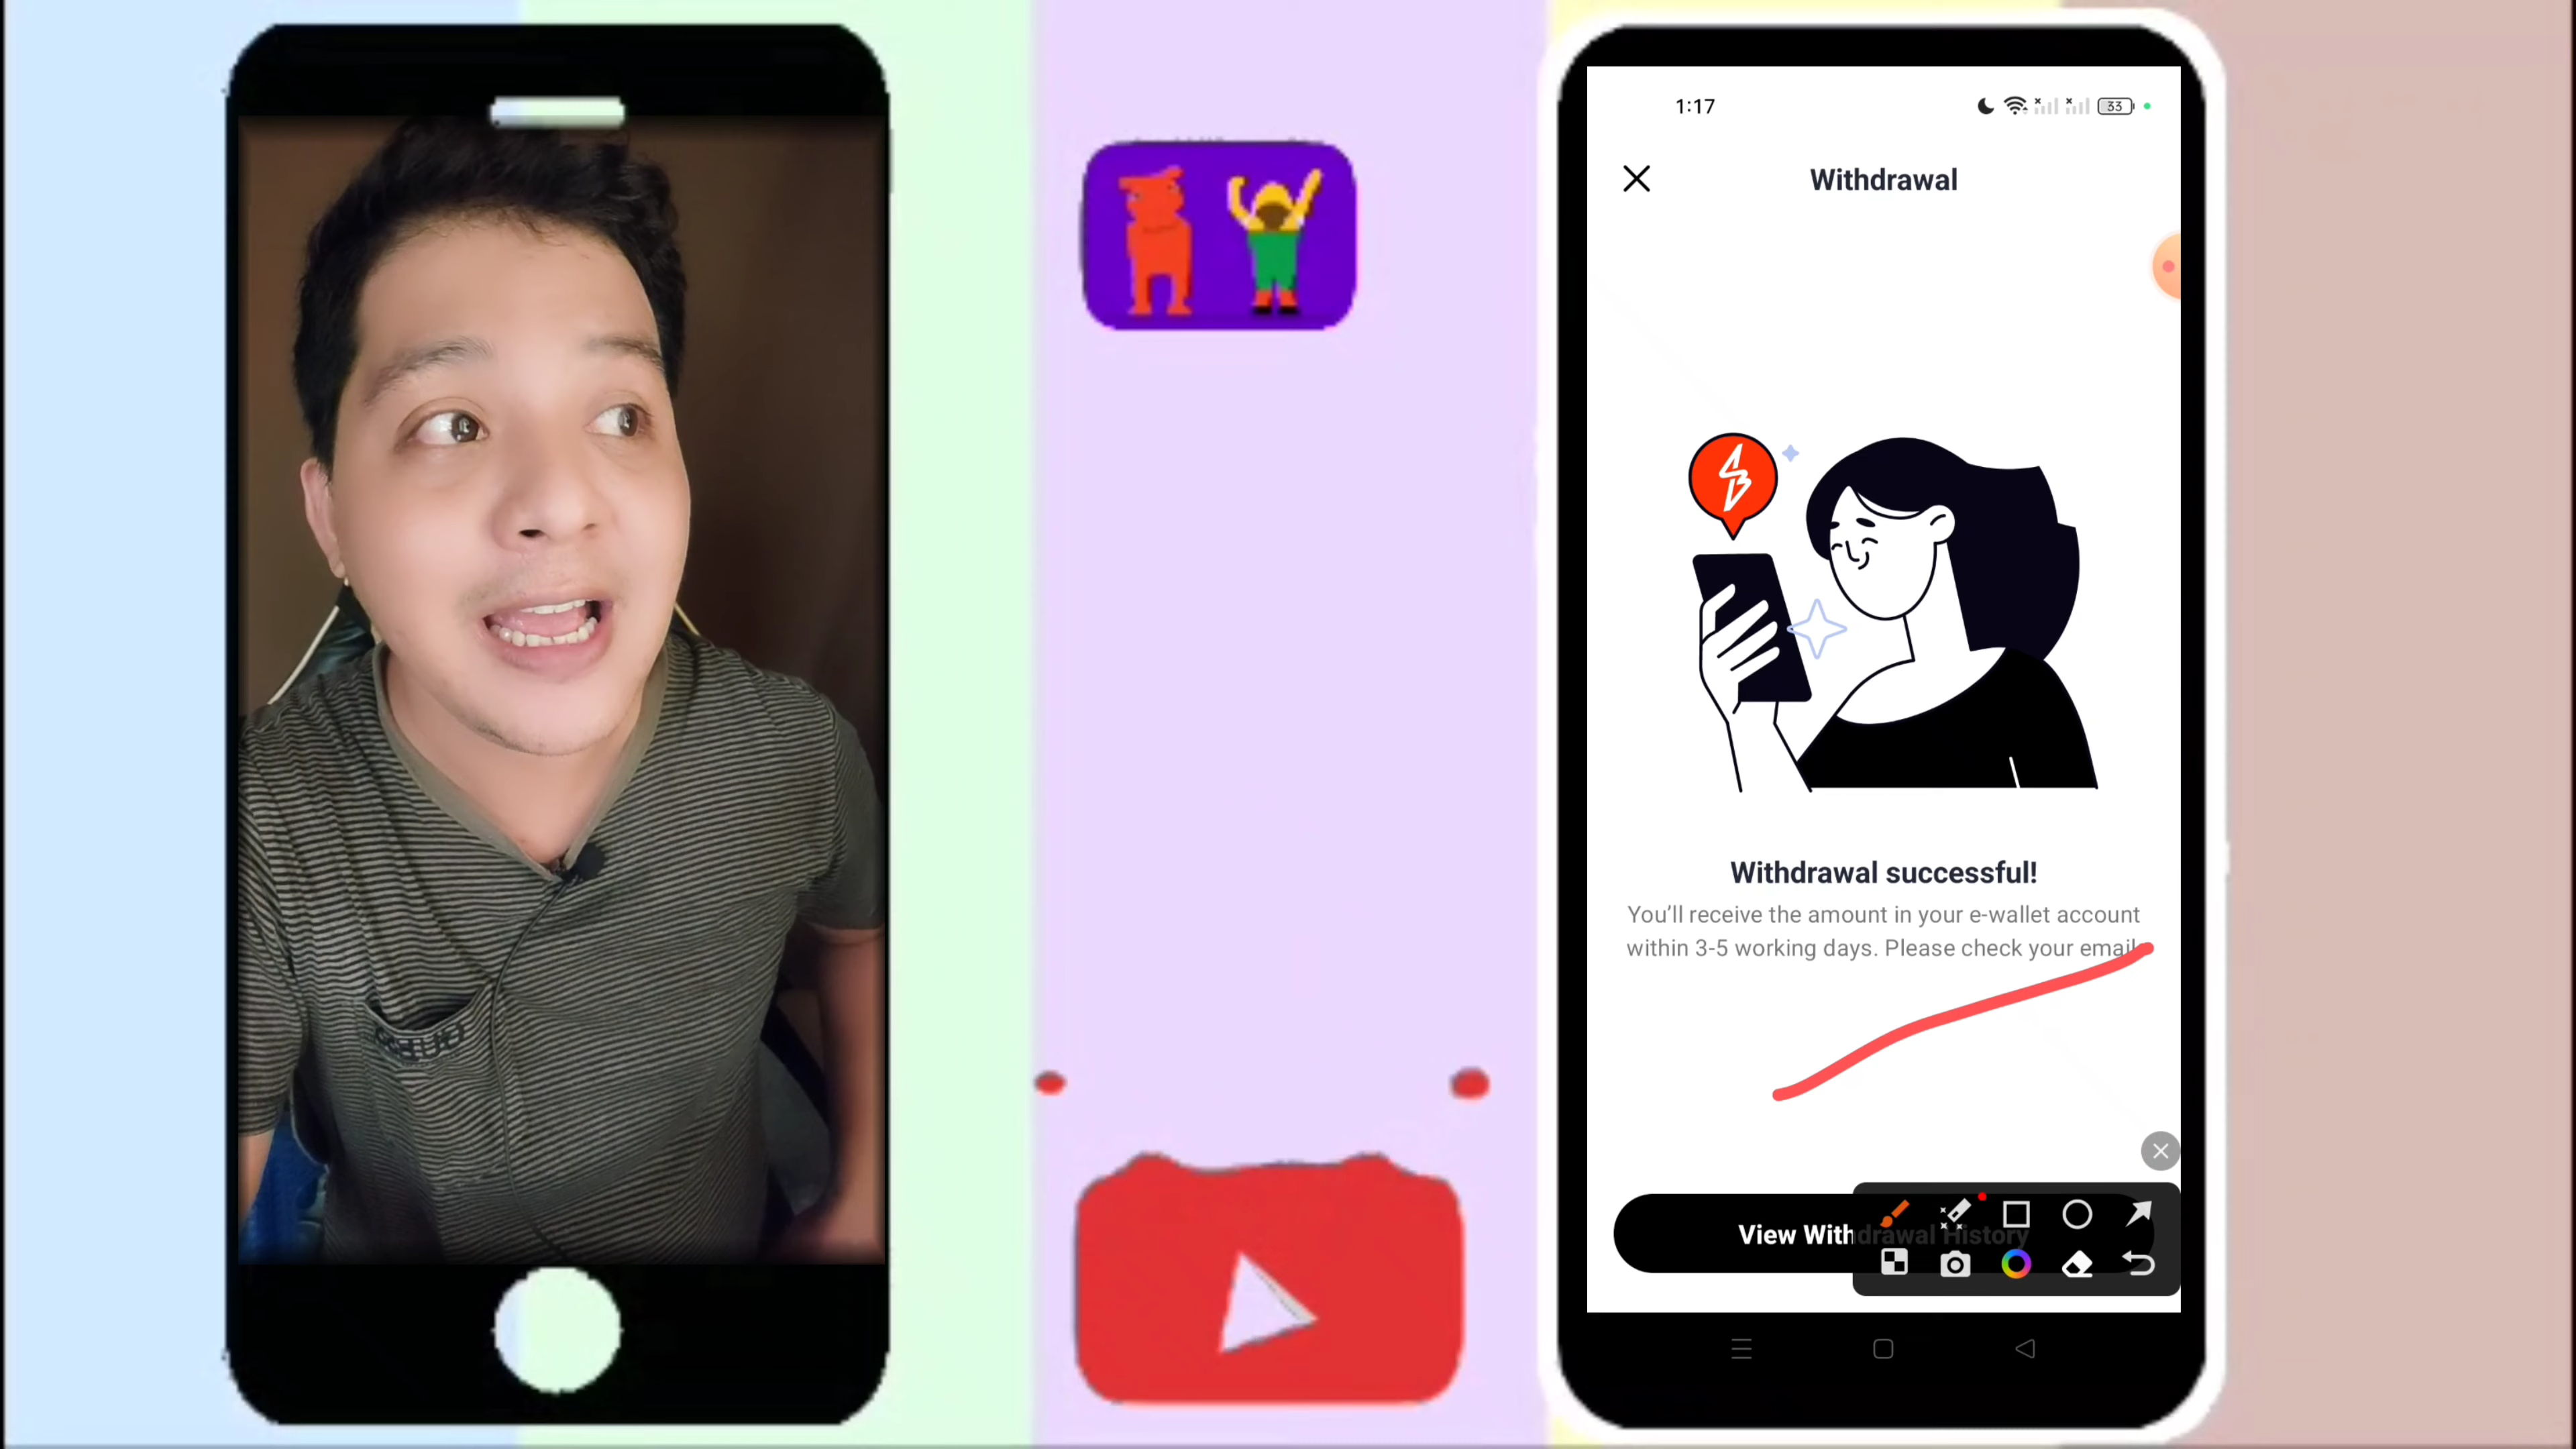 1:17
33
Withdrawal
Withdrawal successful!
You'll receive the amount in your e-wallet account
within 3-5 working days. Please check your email.
View Withdrawal History